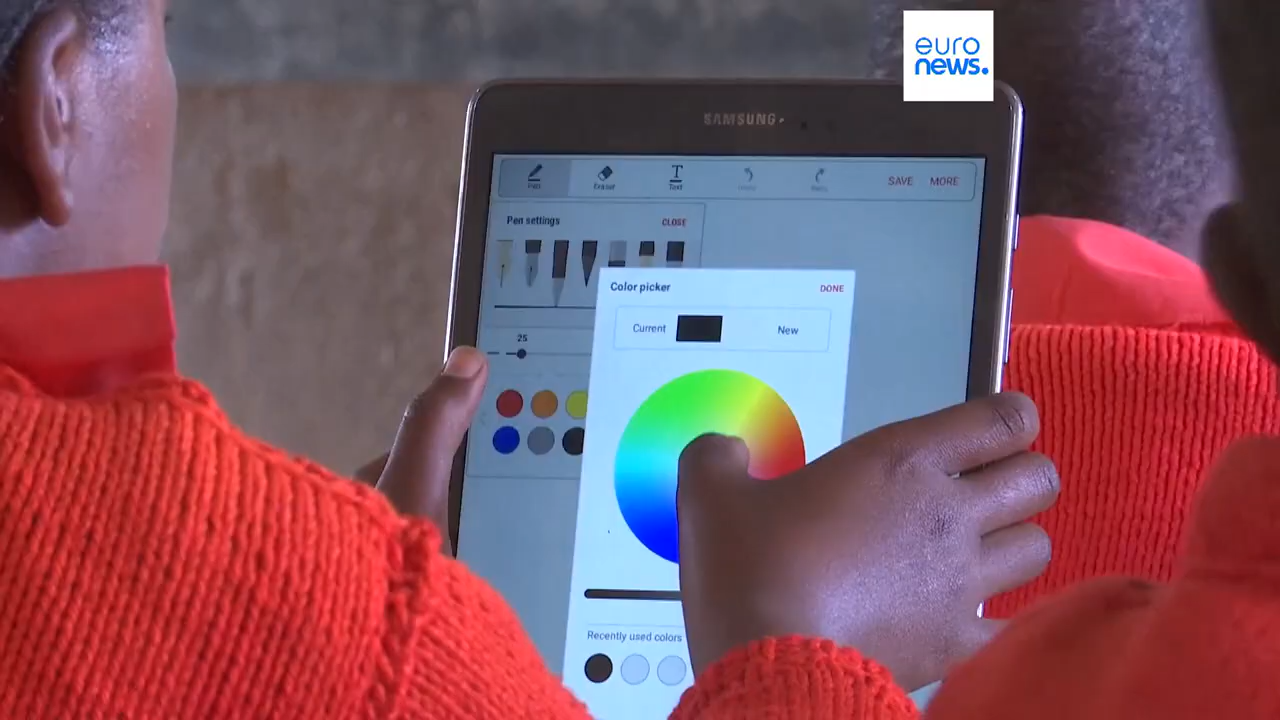 euro
news.
SAMSUNG
Pen
Eraser
Text
SAVE
MORE
Pen settings
CLOSE
Color picker
DONE
Current
New
25
Recently used colors